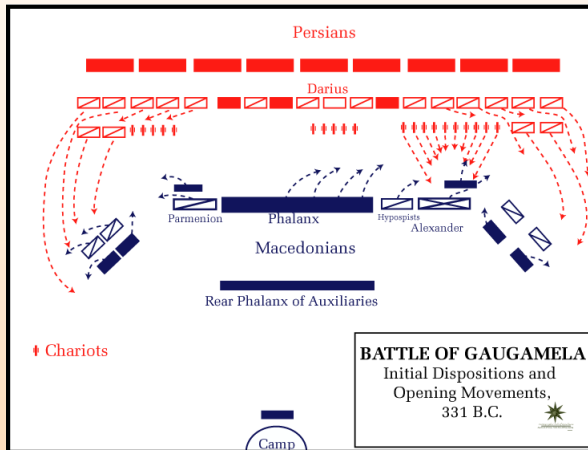 Persians
Darius
Parmenion
Phalanx
Hypospists
Alexander
Macedonians
Rear Phalanx of Auxiliaries
Chariots
BATTLE OF GAUGAMELA
Initial Dispositions and
Opening Movements,
331 B.C.
Camp